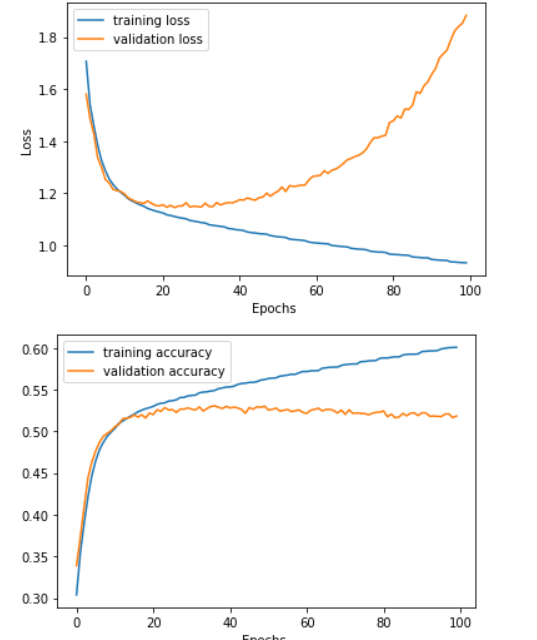 training loss
validation loss
1.8
1.6
1.4
1.2
1.0
Loss
0 20 40 60 80 100
Epochs
training accuracy
validation accuracy
0.60
0.55
0.50
0.45
0.40
0.35
0.30
0 20 40 60 80 100
Epochs